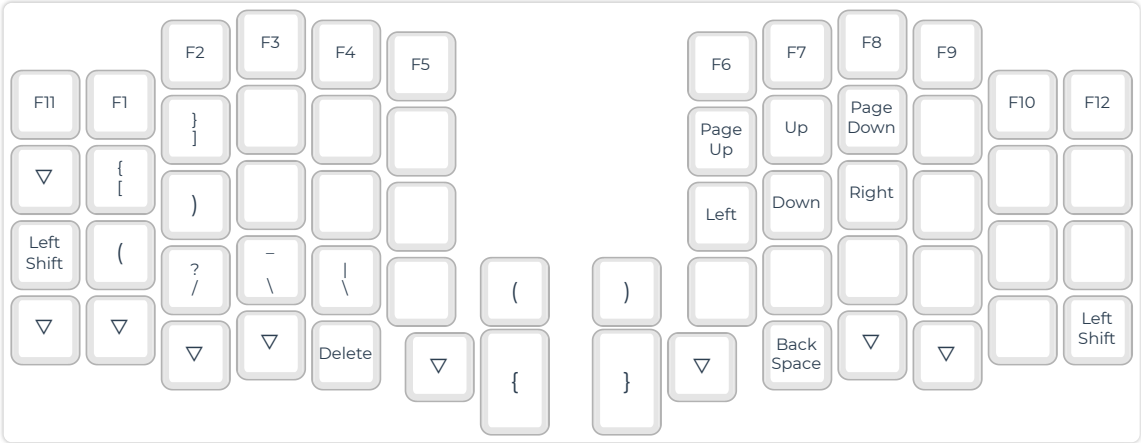 F11
F1
F2
F3
F4
F5
▽
{
[
}
]
Left
Shift
(
)
▽
▽
?
/
_
\
|
\
▽
▽
Delete
▽
(
{
F6
F7
F8
F9
F10
F12
Page
Up
Up
Page
Down
Left
Down
Right
)
}
▽
Back
Space
▽
▽
Left
Shift